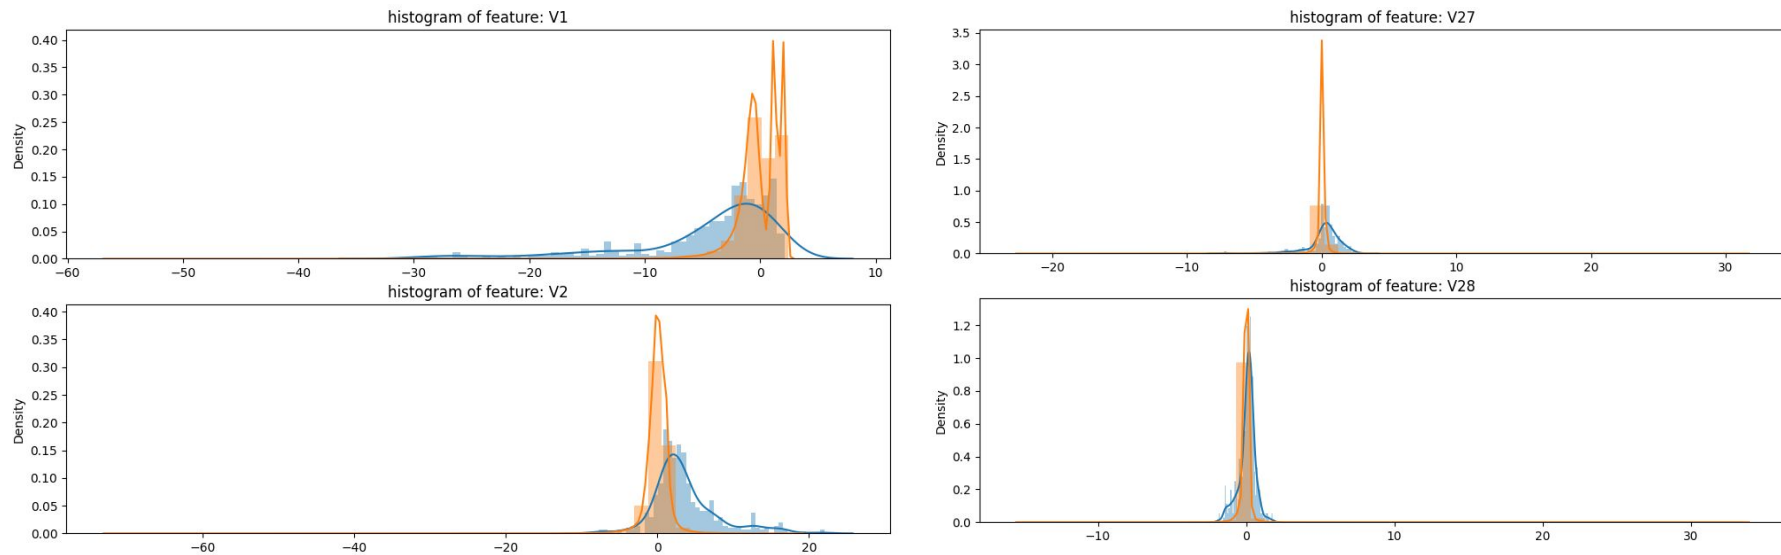 histogram of feature: V1
0.40
0.35
0.30
0.25
0.20
0.15
0.10
0.05
0.00
Density
−60 −50 −40 −30 −20 −10 0 10
histogram of feature: V2
0.40
0.35
0.30
0.25
0.20
0.15
0.10
0.05
0.00
Density
−60 −40 −20 0 20
histogram of feature: V27
3.5
3.0
2.5
2.0
1.5
1.0
0.5
0.0
Density
−20 −10 0 10 20 30
histogram of feature: V28
1.2
1.0
0.8
0.6
0.4
0.2
0.0
Density
−10 0 10 20 30